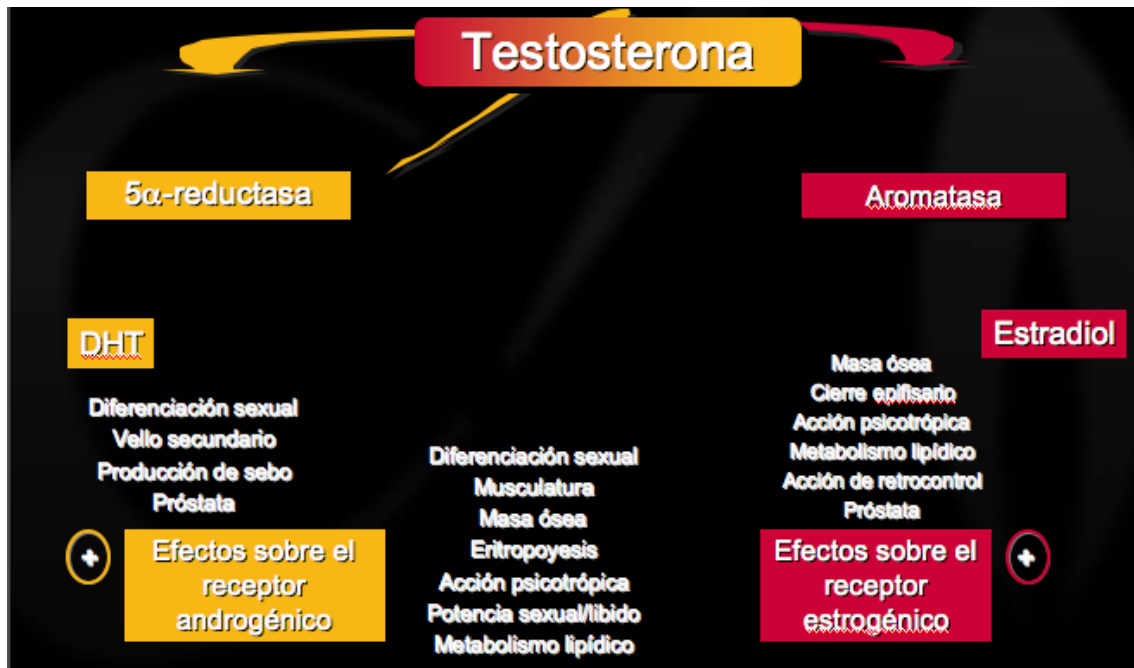 Testosterona
5α-reductasa
Aromatasa
DHT
Estradiol
Diferenciación sexual
Vello secundario
Producción de sebo
Próstata
+
Efectos sobre el
receptor
androgénico
Diferenciación sexual
Musculatura
Masa ósea
Eritropoyesis
Acción psicotrópica
Potencia sexual/libido
Metabolismo lipídico
Masa ósea
Cierre epifisario
Acción psicotrópica
Metabolismo lipídico
Acción de retrocontrol
Próstata
Efectos sobre el
receptor
estrogénico
+